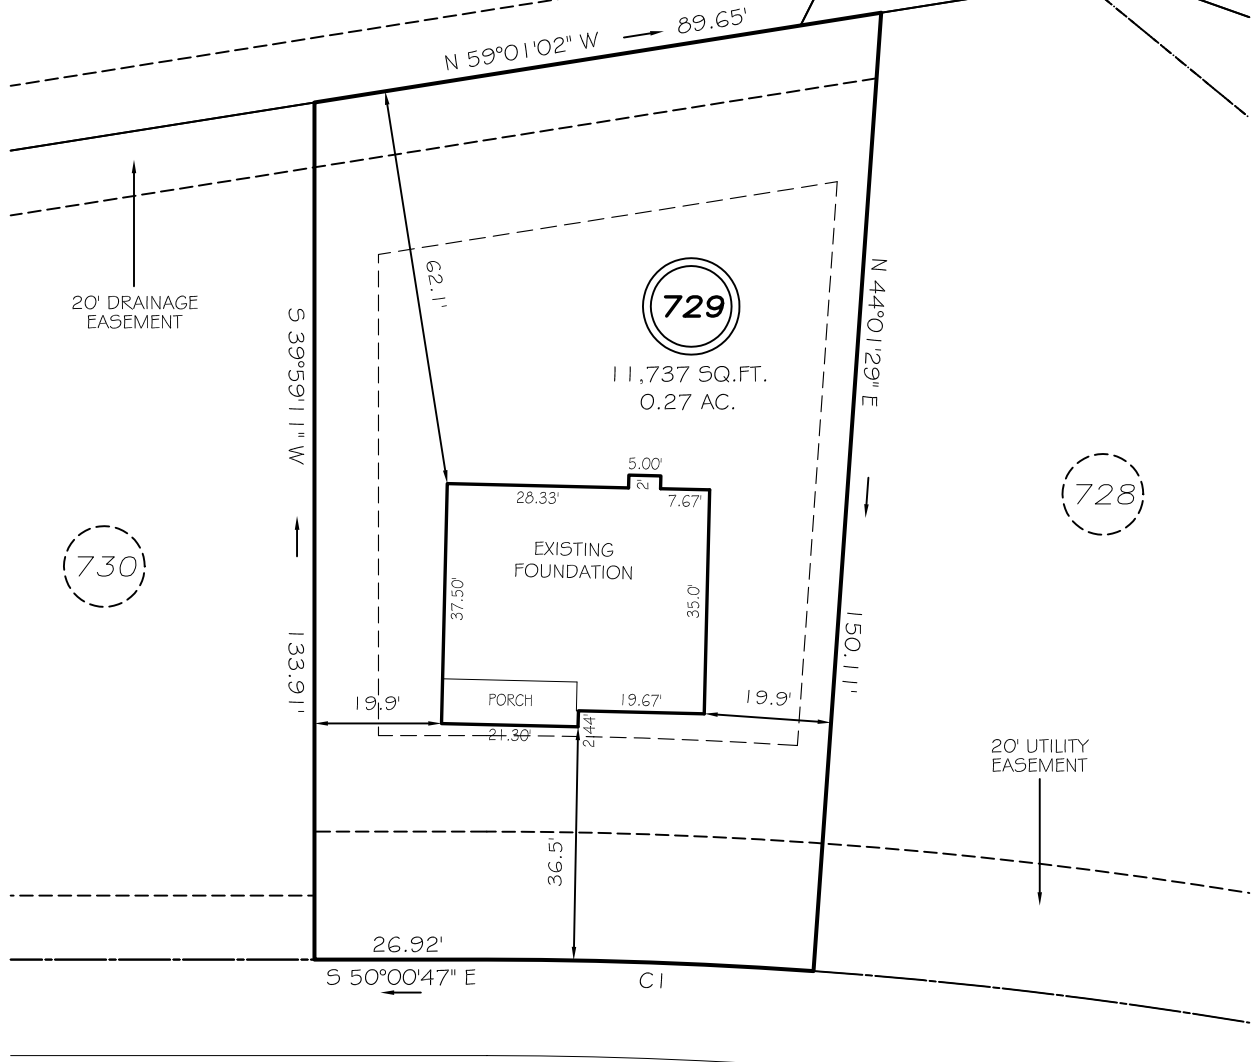 N 59°01'02" W
89.65'
62.1'
20' DRAINAGE
EASEMENT
729
11,737 SQ.FT.
0.27 AC.
N 44°01'29" E
S 39°59'11" W
5.00'
2'
28.33'
7.67'
728
730
EXISTING
FOUNDATION
37.50'
35.0'
150.11'
133.91'
19.9'
PORCH
19.67'
19.9'
21.30'
2.44'
20' UTILITY
EASEMENT
36.5'
26.92'
S 50°00'47" E
C1